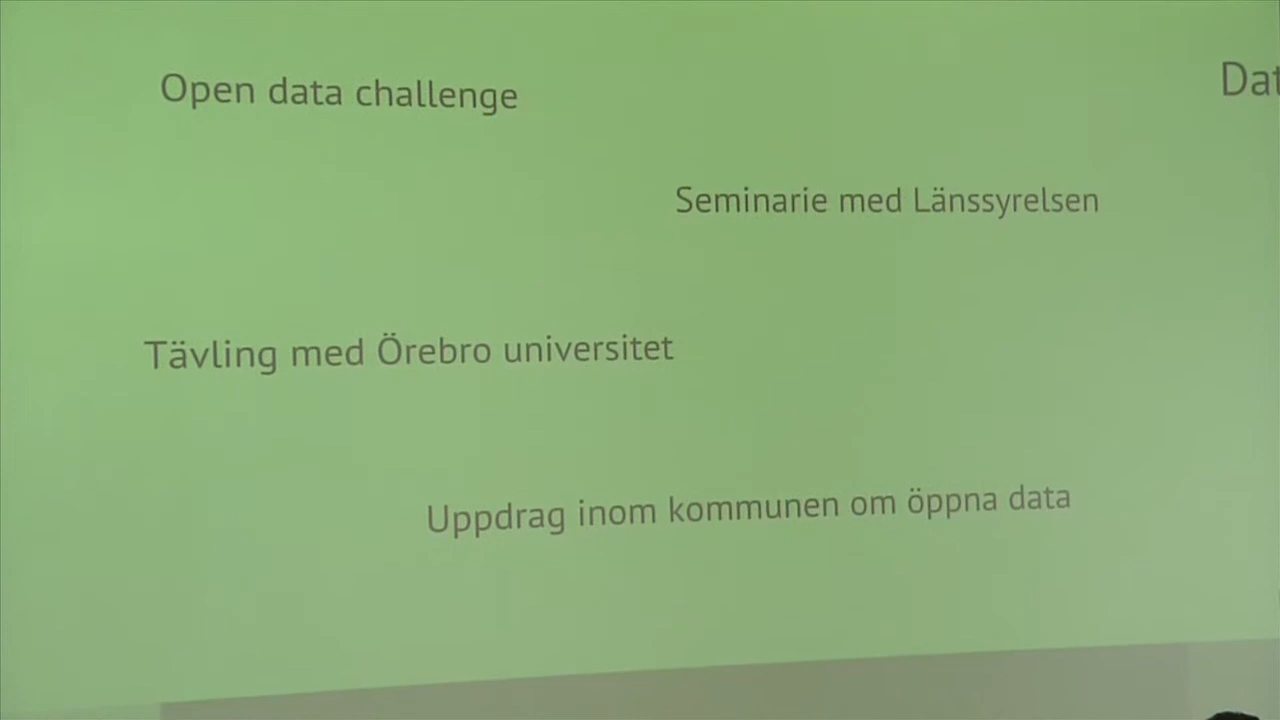 Open data challenge
Dat
Seminarie med Länssyrelsen
Tävling med Örebro universitet
Uppdrag inom kommunen om öppna data